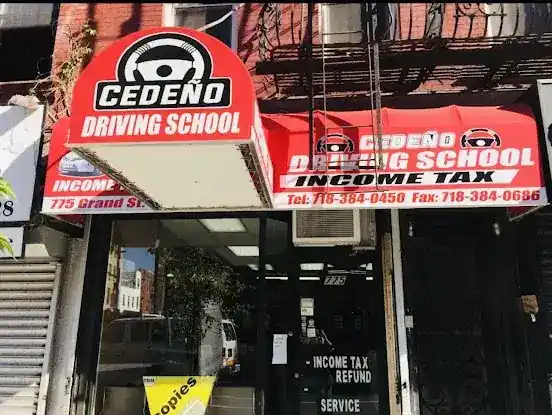 CEDEÑO
DRIVING SCHOOL
INCOME
775 Grand St.
CEDEÑO
DRIVING SCHOOL
INCOME TAX
Tel: 718-384-0450 Fax: 718-384-0686
28
775
INCOME TAX
REFUND
SERVICE
copies